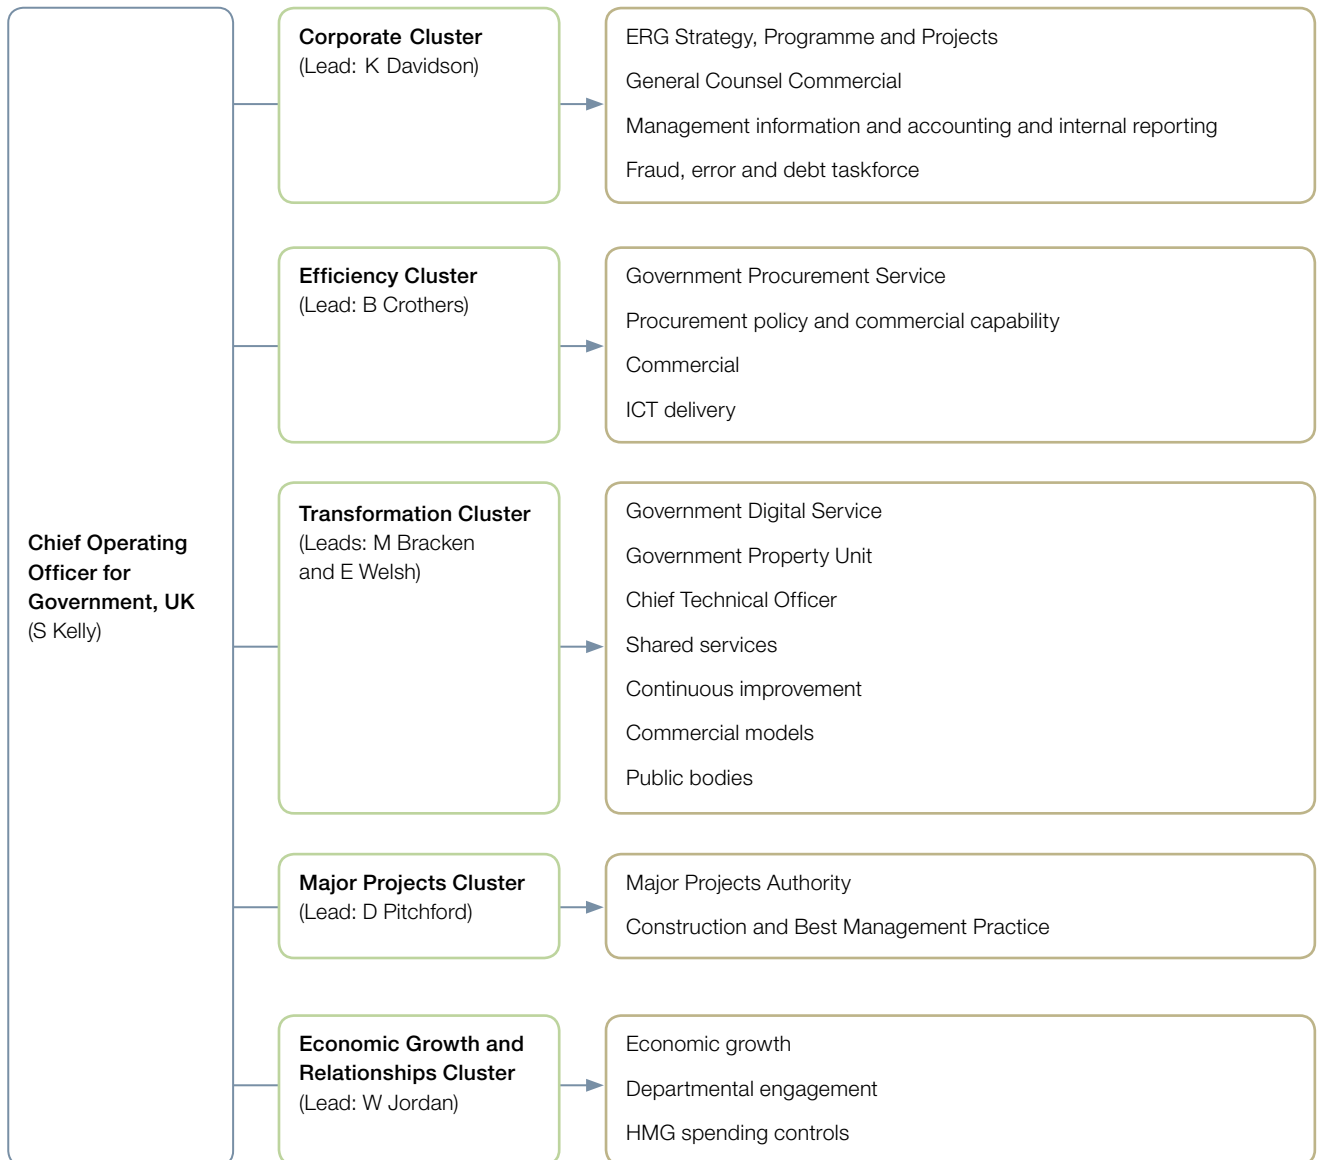 Chief Operating
Officer for
Government, UK
(S Kelly)
Corporate Cluster
(Lead: K Davidson)
ERG Strategy, Programme and Projects
General Counsel Commercial
Management information and accounting and internal reporting
Fraud, error and debt taskforce
Efficiency Cluster
(Lead: B Crothers)
Government Procurement Service
Procurement policy and commercial capability
Commercial
ICT delivery
Transformation Cluster
(Leads: M Bracken
and E Welsh)
Government Digital Service
Government Property Unit
Chief Technical Officer
Shared services
Continuous improvement
Commercial models
Public bodies
Major Projects Cluster
(Lead: D Pitchford)
Major Projects Authority
Construction and Best Management Practice
Economic Growth and
Relationships Cluster
(Lead: W Jordan)
Economic growth
Departmental engagement
HMG spending controls